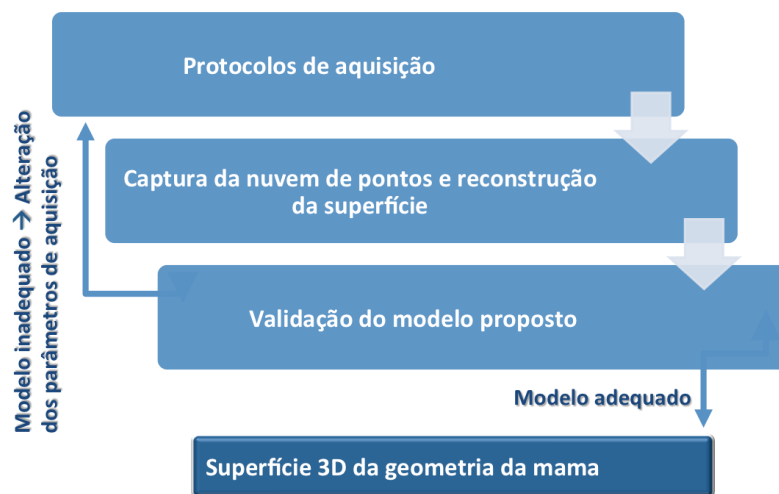 Protocolos de aquisição
Captura da nuvem de pontos e reconstrução
da superfície
Validação do modelo proposto
Modelo inadequado → Alteração
dos parâmetros de aquisição
Modelo adequado
Superfície 3D da geometria da mama